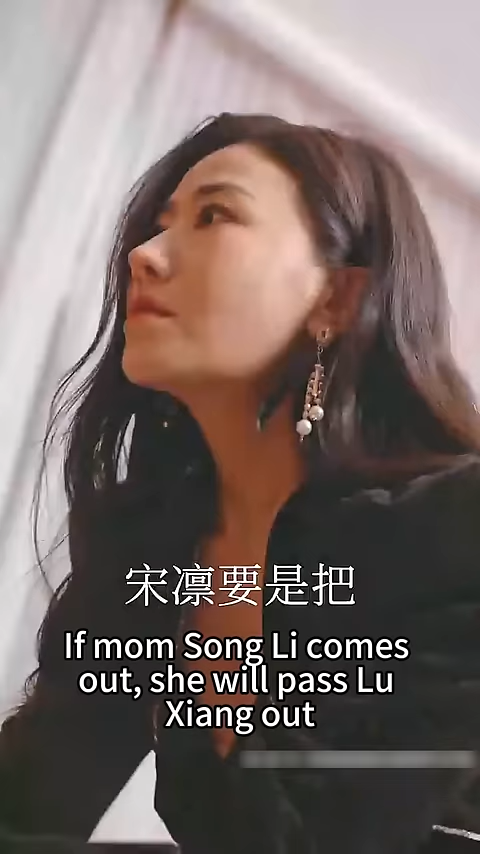 宋凛要是把
If mom Song Li comes
out, she will pass Lu
Xiang out